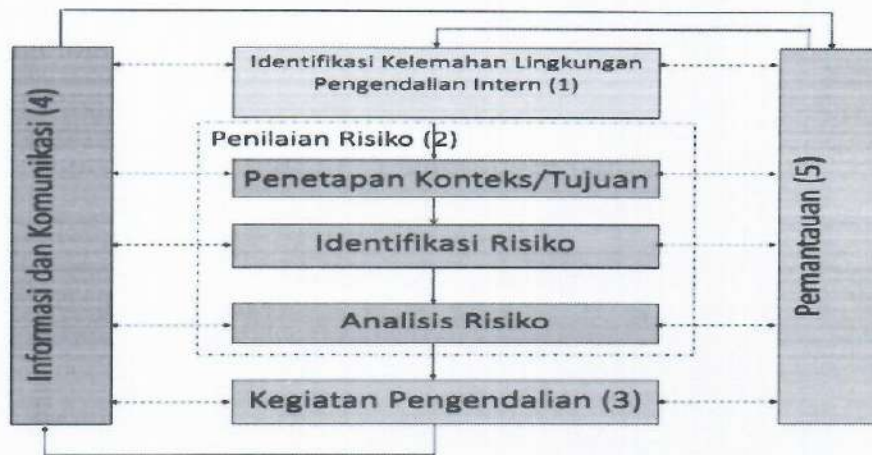 Informasi dan Komunikasi (4)
Identifikasi Kelemahan Lingkungan
Pengendalian Intern (1)
Penilaian Risiko (2)
Penetapan Konteks/Tujuan
Identifikasi Risiko
Analisis Risiko
Kegiatan Pengendalian (3)
Pemantauan (5)